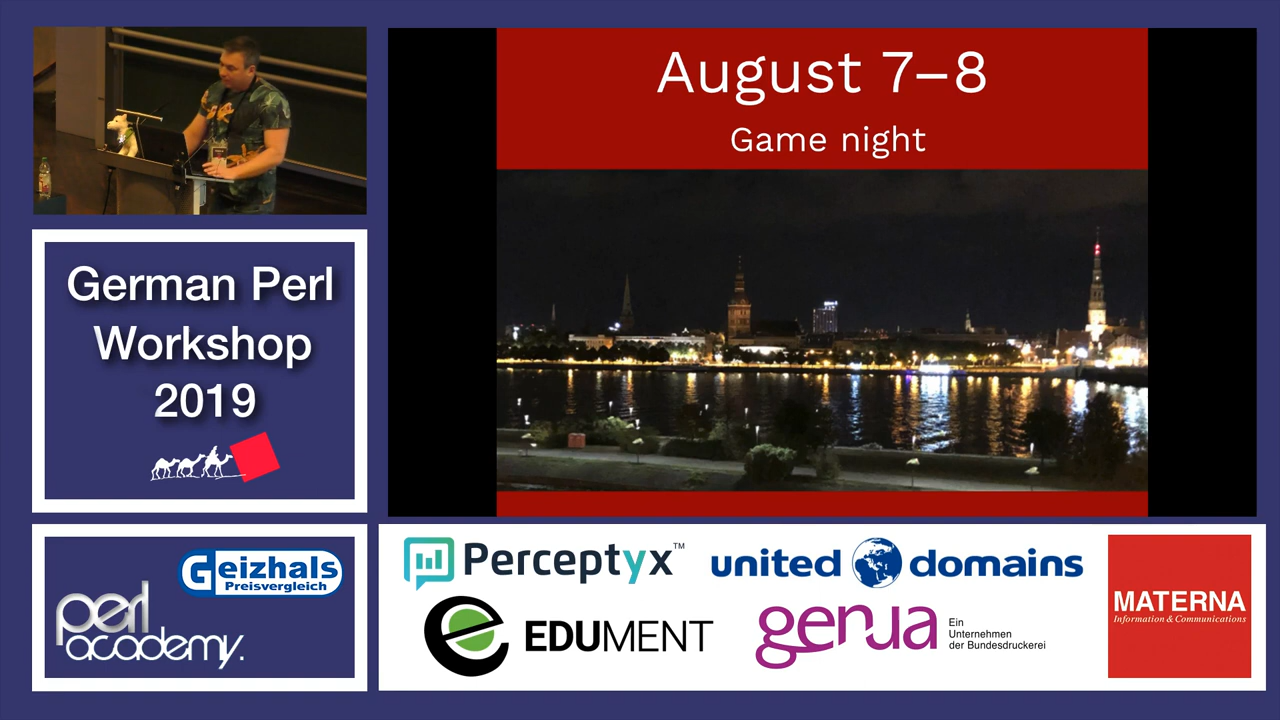 August 7–8
Game night
German Perl
Workshop
2019
Geizhals
Preisvergleich
perl
academy.
Perceptyx™
united domains
EDUMENT
genua
Ein
Unternehmen
der Bundesdruckerei
MATERNA
Information & Communications